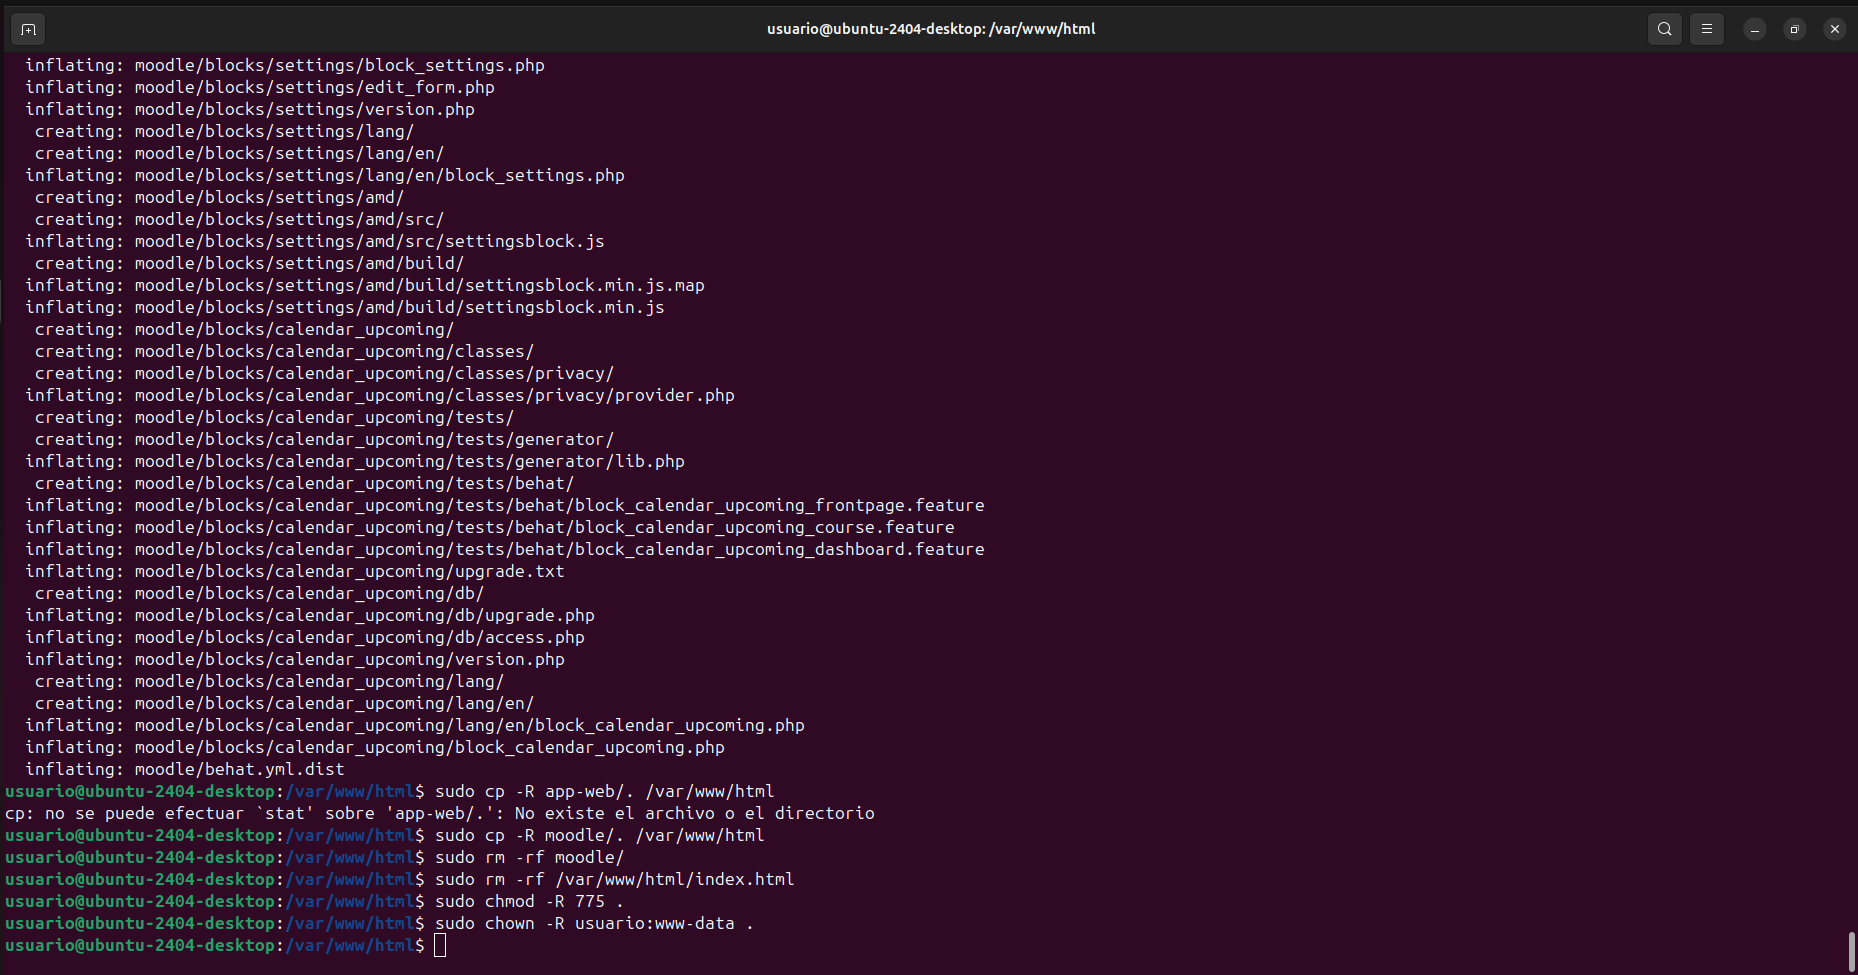 usuario@ubuntu-2404-desktop: /var/www/html
inflating: moodle/blocks/settings/block_settings.php
inflating: moodle/blocks/settings/edit_form.php
inflating: moodle/blocks/settings/version.php
creating: moodle/blocks/settings/lang/
creating: moodle/blocks/settings/lang/en/
inflating: moodle/blocks/settings/lang/en/block_settings.php
creating: moodle/blocks/settings/amd/
creating: moodle/blocks/settings/amd/src/
inflating: moodle/blocks/settings/amd/src/settingsblock.js
creating: moodle/blocks/settings/amd/build/
inflating: moodle/blocks/settings/amd/build/settingsblock.min.js.map
inflating: moodle/blocks/settings/amd/build/settingsblock.min.js
creating: moodle/blocks/calendar_upcoming/
creating: moodle/blocks/calendar_upcoming/classes/
creating: moodle/blocks/calendar_upcoming/classes/privacy/
inflating: moodle/blocks/calendar_upcoming/classes/privacy/provider.php
creating: moodle/blocks/calendar_upcoming/tests/
creating: moodle/blocks/calendar_upcoming/tests/generator/
inflating: moodle/blocks/calendar_upcoming/tests/generator/lib.php
creating: moodle/blocks/calendar_upcoming/tests/behat/
inflating: moodle/blocks/calendar_upcoming/tests/behat/block_calendar_upcoming_frontpage.feature
inflating: moodle/blocks/calendar_upcoming/tests/behat/block_calendar_upcoming_course.feature
inflating: moodle/blocks/calendar_upcoming/tests/behat/block_calendar_upcoming_dashboard.feature
inflating: moodle/blocks/calendar_upcoming/upgrade.txt
creating: moodle/blocks/calendar_upcoming/db/
inflating: moodle/blocks/calendar_upcoming/db/upgrade.php
inflating: moodle/blocks/calendar_upcoming/db/access.php
inflating: moodle/blocks/calendar_upcoming/version.php
creating: moodle/blocks/calendar_upcoming/lang/
creating: moodle/blocks/calendar_upcoming/lang/en/
inflating: moodle/blocks/calendar_upcoming/lang/en/block_calendar_upcoming.php
inflating: moodle/blocks/calendar_upcoming/block_calendar_upcoming.php
inflating: moodle/behat.yml.dist
usuario@ubuntu-2404-desktop:/var/www/html$ sudo cp -R app-web/. /var/www/html
cp: no se puede efectuar `stat' sobre 'app-web/.': No existe el archivo o el directorio
usuario@ubuntu-2404-desktop:/var/www/html$ sudo cp -R moodle/. /var/www/html
usuario@ubuntu-2404-desktop:/var/www/html$ sudo rm -rf moodle/
usuario@ubuntu-2404-desktop:/var/www/html$ sudo rm -rf /var/www/html/index.html
usuario@ubuntu-2404-desktop:/var/www/html$ sudo chmod -R 775 .
usuario@ubuntu-2404-desktop:/var/www/html$ sudo chown -R usuario:www-data .
usuario@ubuntu-2404-desktop:/var/www/html$